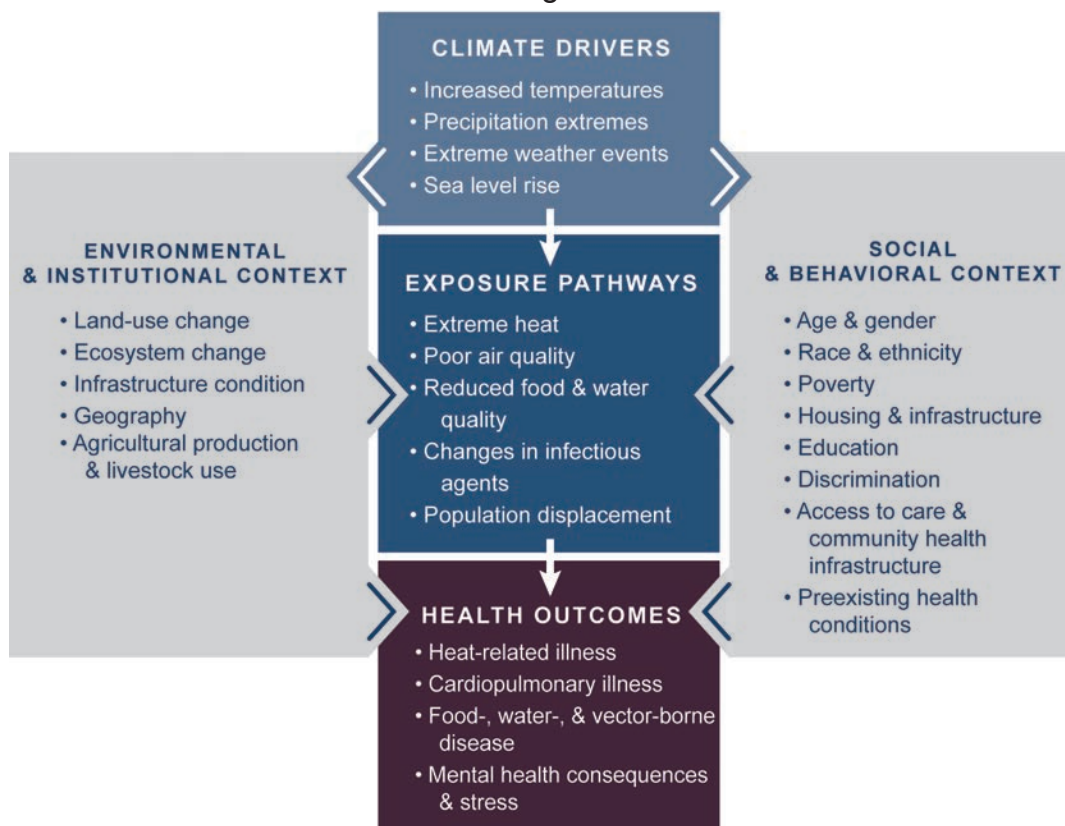 CLIMATE DRIVERS
• Increased temperatures
• Precipitation extremes
• Extreme weather events
• Sea level rise
ENVIRONMENTAL
& INSTITUTIONAL CONTEXT
• Land-use change
• Ecosystem change
• Infrastructure condition
• Geography
• Agricultural production
& livestock use
EXPOSURE PATHWAYS
• Extreme heat
• Poor air quality
• Reduced food & water
quality
• Changes in infectious
agents
• Population displacement
SOCIAL
& BEHAVIORAL CONTEXT
• Age & gender
• Race & ethnicity
• Poverty
• Housing & infrastructure
• Education
• Discrimination
• Access to care &
community health
infrastructure
• Preexisting health
conditions
HEALTH OUTCOMES
• Heat-related illness
• Cardiopulmonary illness
• Food-, water-, & vector-borne
disease
• Mental health consequences
& stress